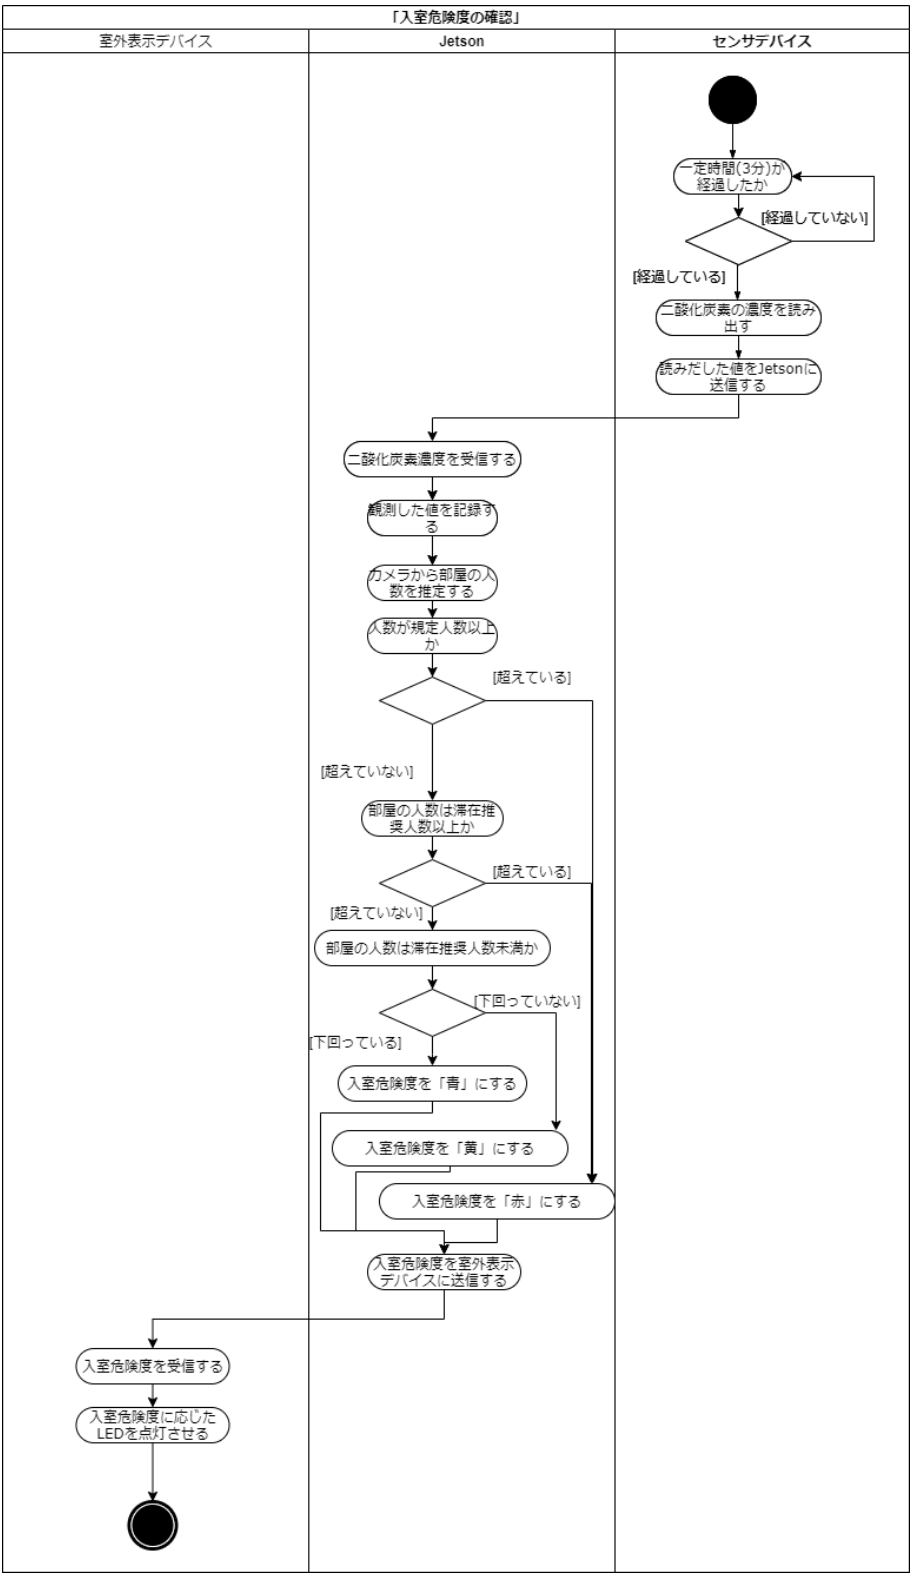 「入室危険度の確認」
室外表示デバイス
Jetson
センサデバイス
一定時間(3分)が
経過したか
[経過していない]
[経過している]
二酸化炭素の濃度を読み
出す
読みだした値をJetsonに
送信する
二酸化炭素濃度を受信する
観測した値を記録す
る
カメラから部屋の人
数を推定する
人数が規定人数以上
か
[超えている]
[超えていない]
部屋の人数は滞在推
奨人数以上か
[超えている]
[超えていない]
部屋の人数は滞在推奨人数未満か
[下回っていない]
[下回っている]
入室危険度を「青」にする
入室危険度を「黄」にする
入室危険度を「赤」にする
入室危険度を室外表示
デバイスに送信する
入室危険度を受信する
入室危険度に応じた
LEDを点灯させる